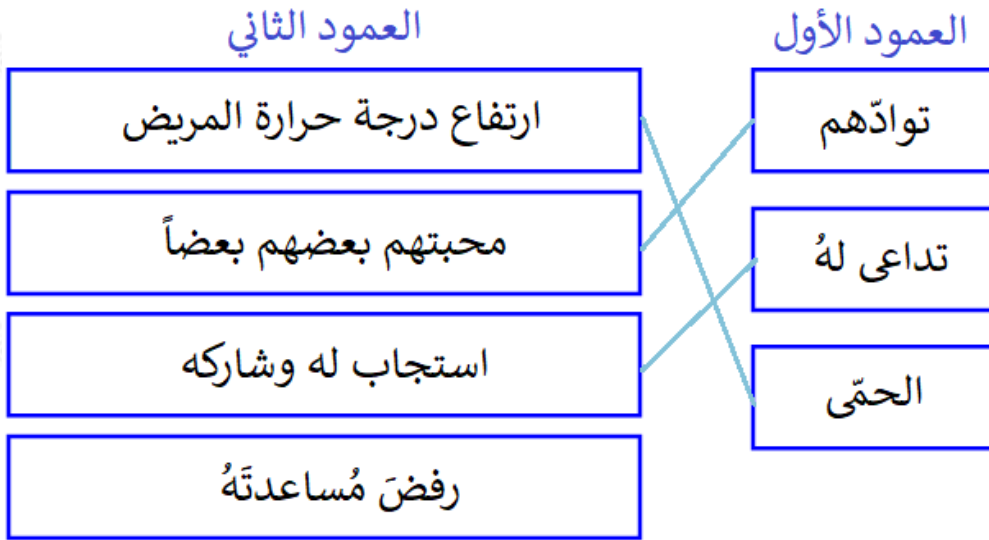 العمود الأول
العمود الثاني
توادّهم
ارتفاع درجة حرارة المريض
تداعى لهُ
محبتهم بعضهم بعضاً
الحمّى
استجاب له وشاركه
رفضَ مُساعدتَهُ